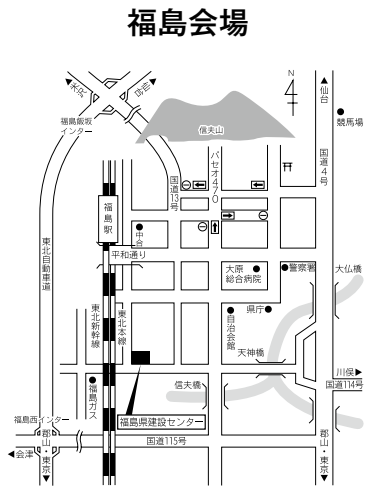 福島会場
N
米沢
仙台
仙台
競馬場
福島飯坂
インター
信夫山
パセオ470
国道13号
国道4号
福島駅
中合
平和通り
東北自動車道
大原
総合病院
警察署
大仏橋
県庁
自治会館
東北新幹線
東北本線
天神橋
川俣
国道114号
信夫橋
福島ガス
福島西インター
福島県建設センター
国道115号
会津
郡山・東京
郡山・東京